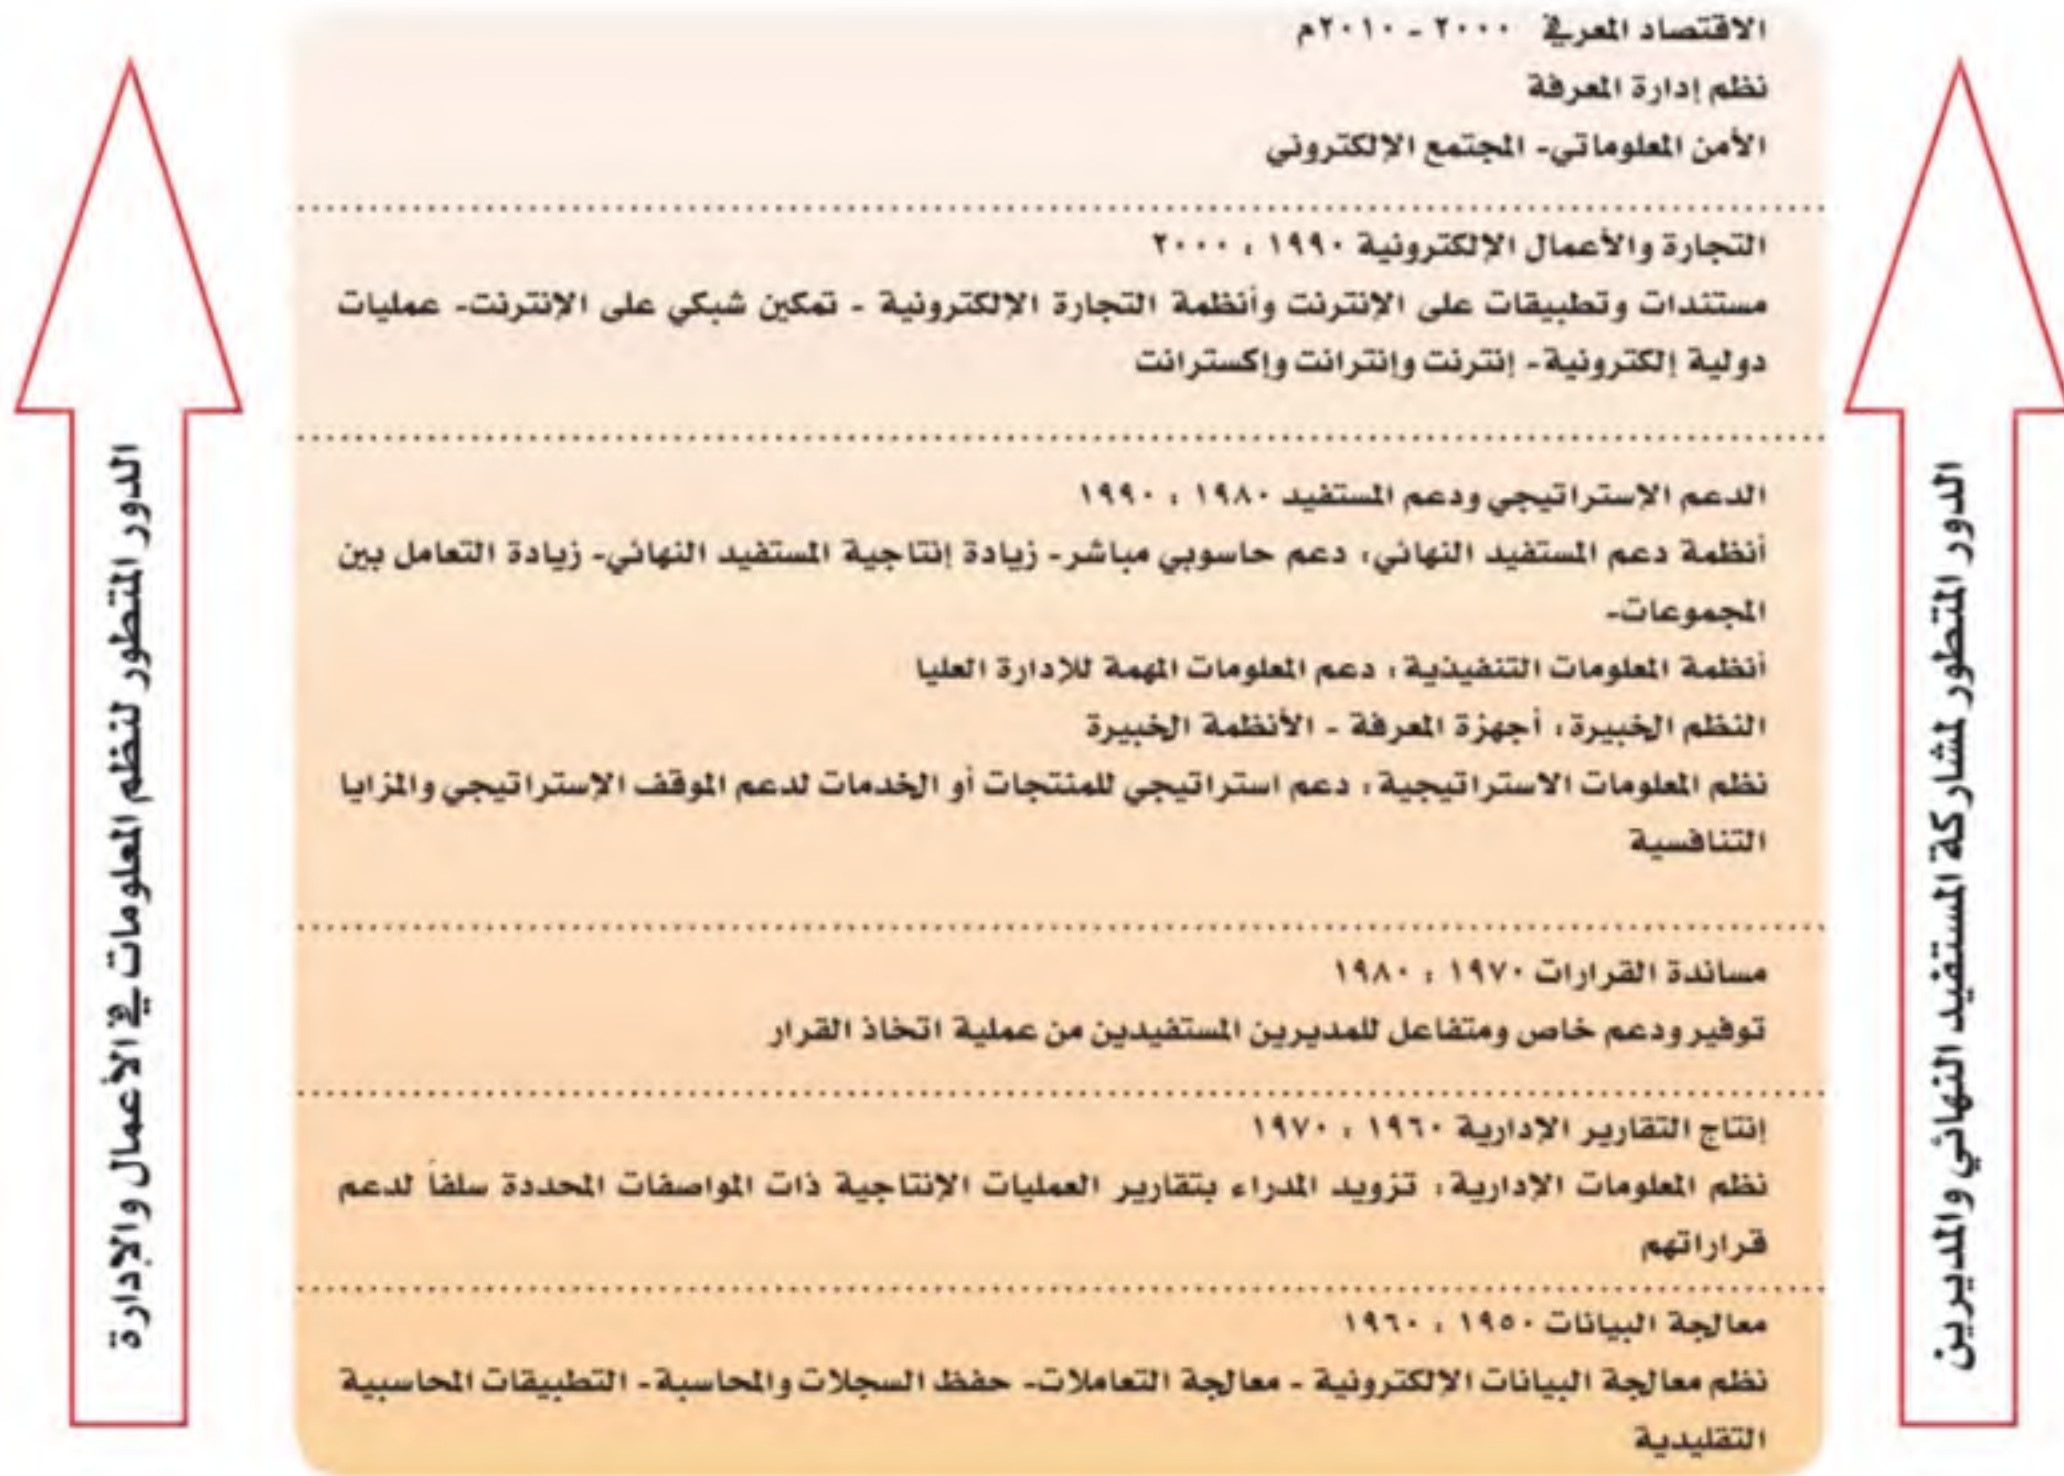 الاقتصاد المعرفي ٢٠٠٠ - ٢٠١٠م
نظم إدارة المعرفة
الأمن المعلوماتي- المجتمع الإلكتروني
التجارة والأعمال الإلكترونية ١٩٩٠ ، ٢٠٠٠
مستندات وتطبيقات على الإنترنت وأنظمة التجارة الإلكترونية - تمكين شبكي على الإنترنت- عمليات
دولية إلكترونية- إنترنت وإنترانت وإكسترانت
الدعم الإستراتيجي ودعم المستفيد ١٩٨٠ ، ١٩٩٠
أنظمة دعم المستفيد النهائي، دعم حاسوبي مباشر- زيادة إنتاجية المستفيد النهائي- زيادة التعامل بين
المجموعات-
أنظمة المعلومات التنفيذية ، دعم المعلومات المهمة للإدارة العليا
النظم الخبيرة، أجهزة المعرفة - الأنظمة الخبيرة
نظم المعلومات الاستراتيجية ، دعم استراتيجي للمنتجات أو الخدمات لدعم الموقف الإستراتيجي والمزايا
التنافسية
مساندة القرارات ١٩٧٠ ، ١٩٨٠
توفير ودعم خاص ومتفاعل للمديرين المستفيدين من عملية اتخاذ القرار
إنتاج التقارير الإدارية ١٩٦٠ ، ١٩٧٠
نظم المعلومات الإدارية، تزويد المدراء بتقارير العمليات الإنتاجية ذات المواصفات المحددة سلفاً لدعم
قراراتهم
معالجة البيانات ١٩٥٠ ، ١٩٦٠
نظم معالجة البيانات الإلكترونية - معالجة التعاملات- حفظ السجلات والمحاسبة- التطبيقات المحاسبية
التقليدية
الدور المتطور لمشاركة المستفيد النهائي والمديرين
الدور المتطور لنظم المعلومات في الأعمال والإدارة